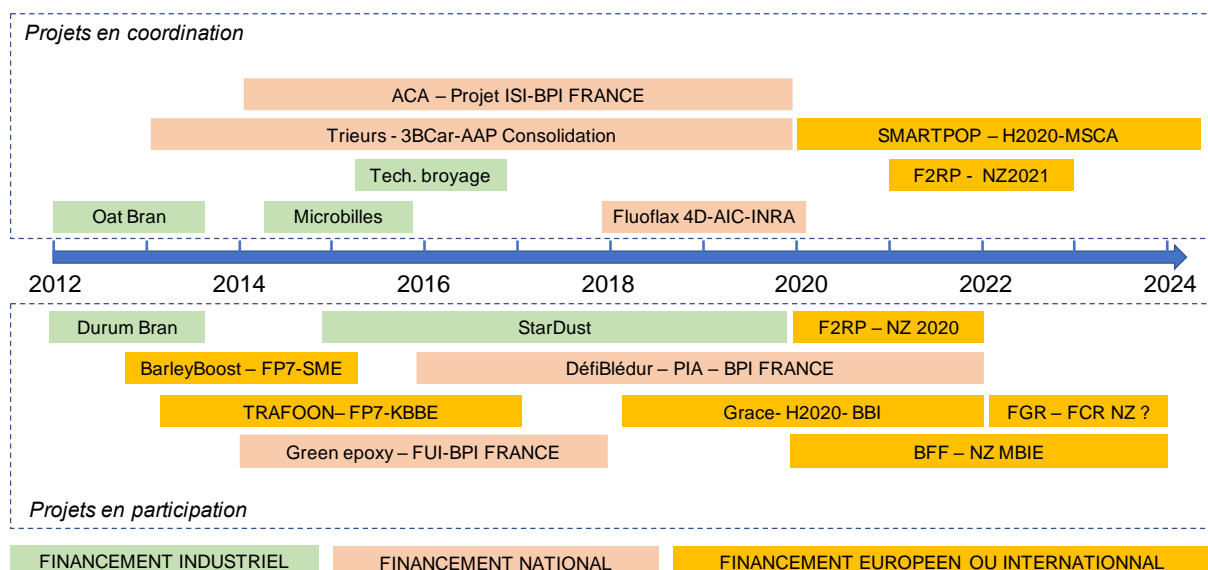 Projets en coordination
ACA – Projet ISI-BPI FRANCE
Trieurs - 3BCar-AAP Consolidation
SMARTPOP – H2020-MSCA
Tech. broyage
F2RP - NZ2021
Oat Bran
Microbilles
Fluoflax 4D-AIC-INRA
2012 2014 2016 2018 2020 2022 2024
Durum Bran
StarDust
F2RP – NZ 2020
BarleyBoost – FP7-SME
DéfiBlédur – PIA – BPI FRANCE
TRAFOON– FP7-KBBE
Grace- H2020- BBI
FGR – FCR NZ ?
Green epoxy – FUI-BPI FRANCE
BFF – NZ MBIE
Projets en participation
FINANCEMENT INDUSTRIEL
FINANCEMENT NATIONAL
FINANCEMENT EUROPEEN OU INTERNATIONNAL